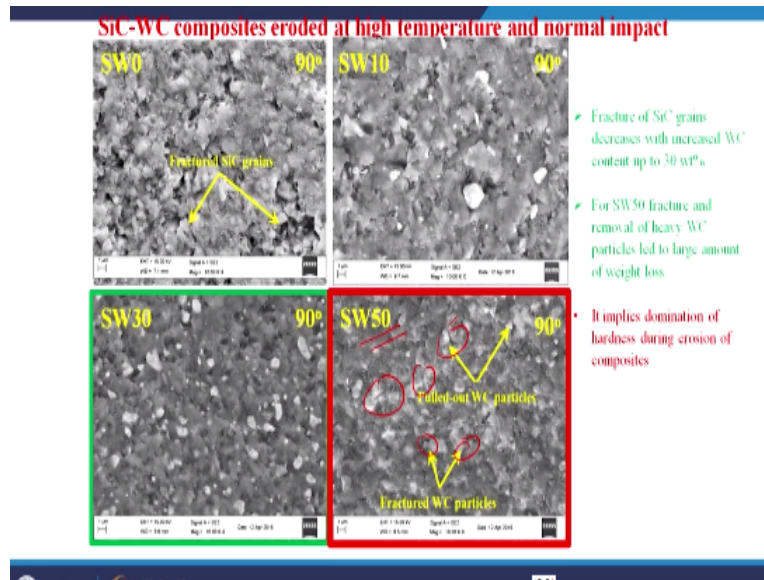 SiC-WC composites eroded at high temperature and normal impact
SW0 90°
Fractured SiC grains
SW10 90°
SW30 90°
SW50 90°
Pulled-out WC particles
Fractured WC particles
➢ Fracture of SiC grains
decreases with increased WC
content up to 30 wt%
➢ For SW50 fracture and
removal of heavy WC
particles led to large amount
of weight loss
• It implies domination of
hardness during erosion of
composites